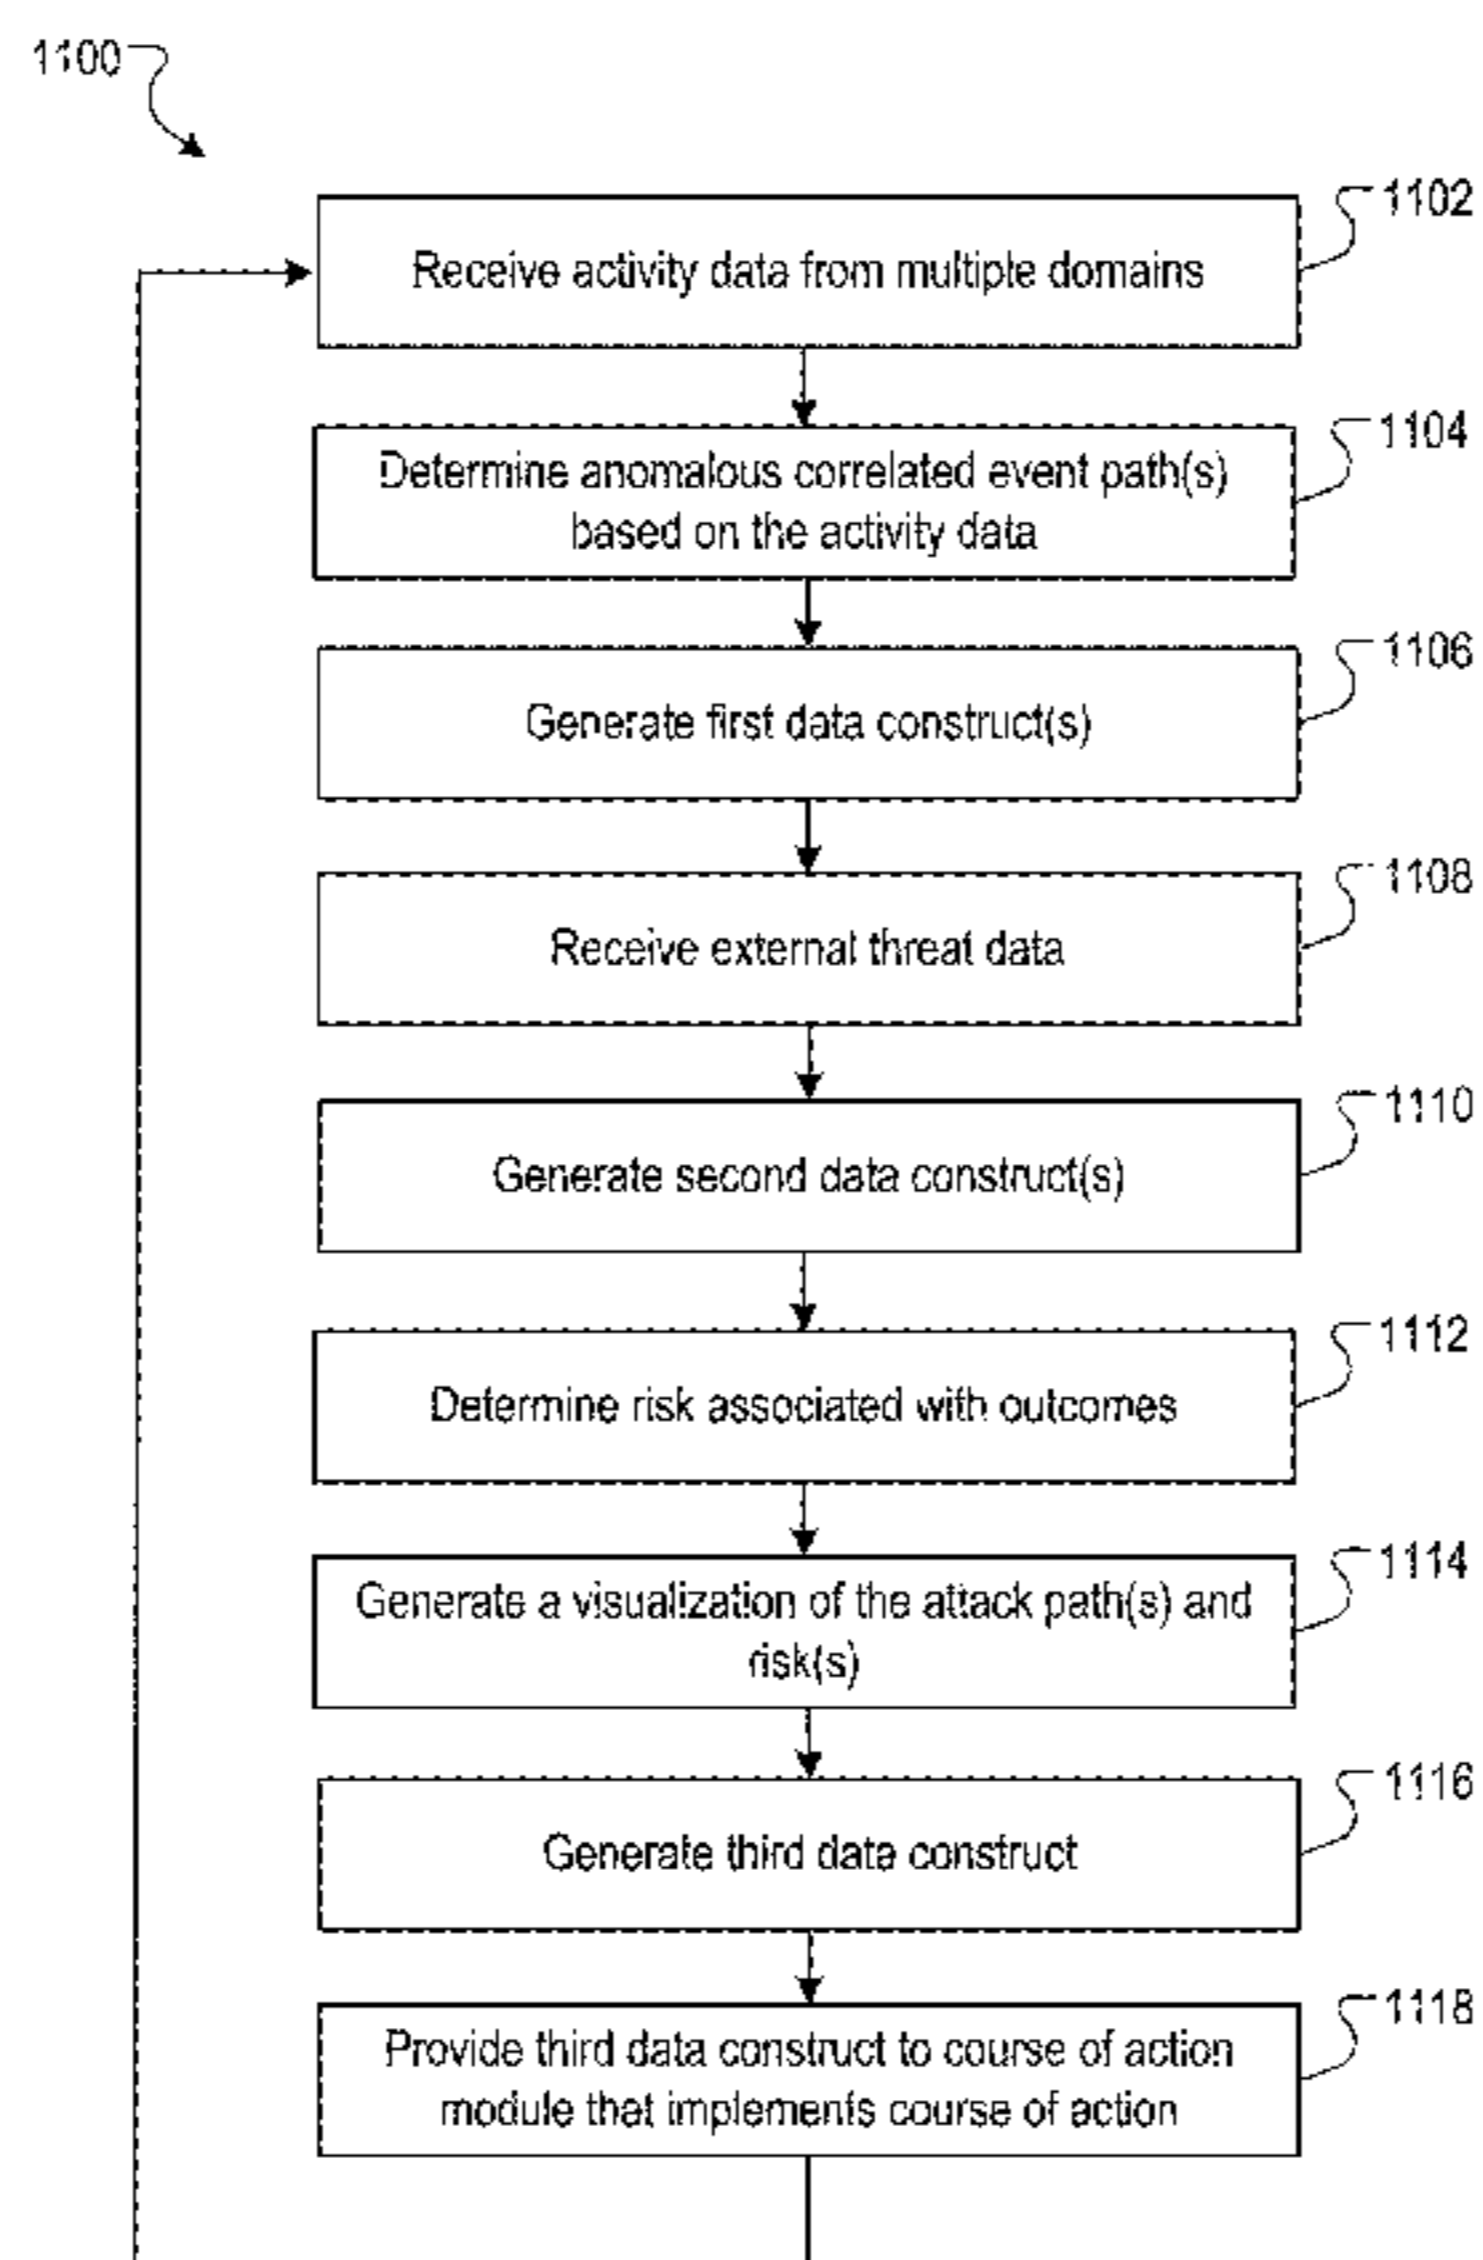 1100
1102
Receive activity data from multiple domains
1104
Determine anomalous correlated event path(s)
based on the activity data
1106
Generate first data construct(s)
1108
Receive external threat data
1110
Generate second data construct(s)
1112
Determine risk associated with outcomes
1114
Generate a visualization of the attack path(s) and
risk(s)
1116
Generate third data construct
1118
Provide third data construct to course of action
module that implements course of action